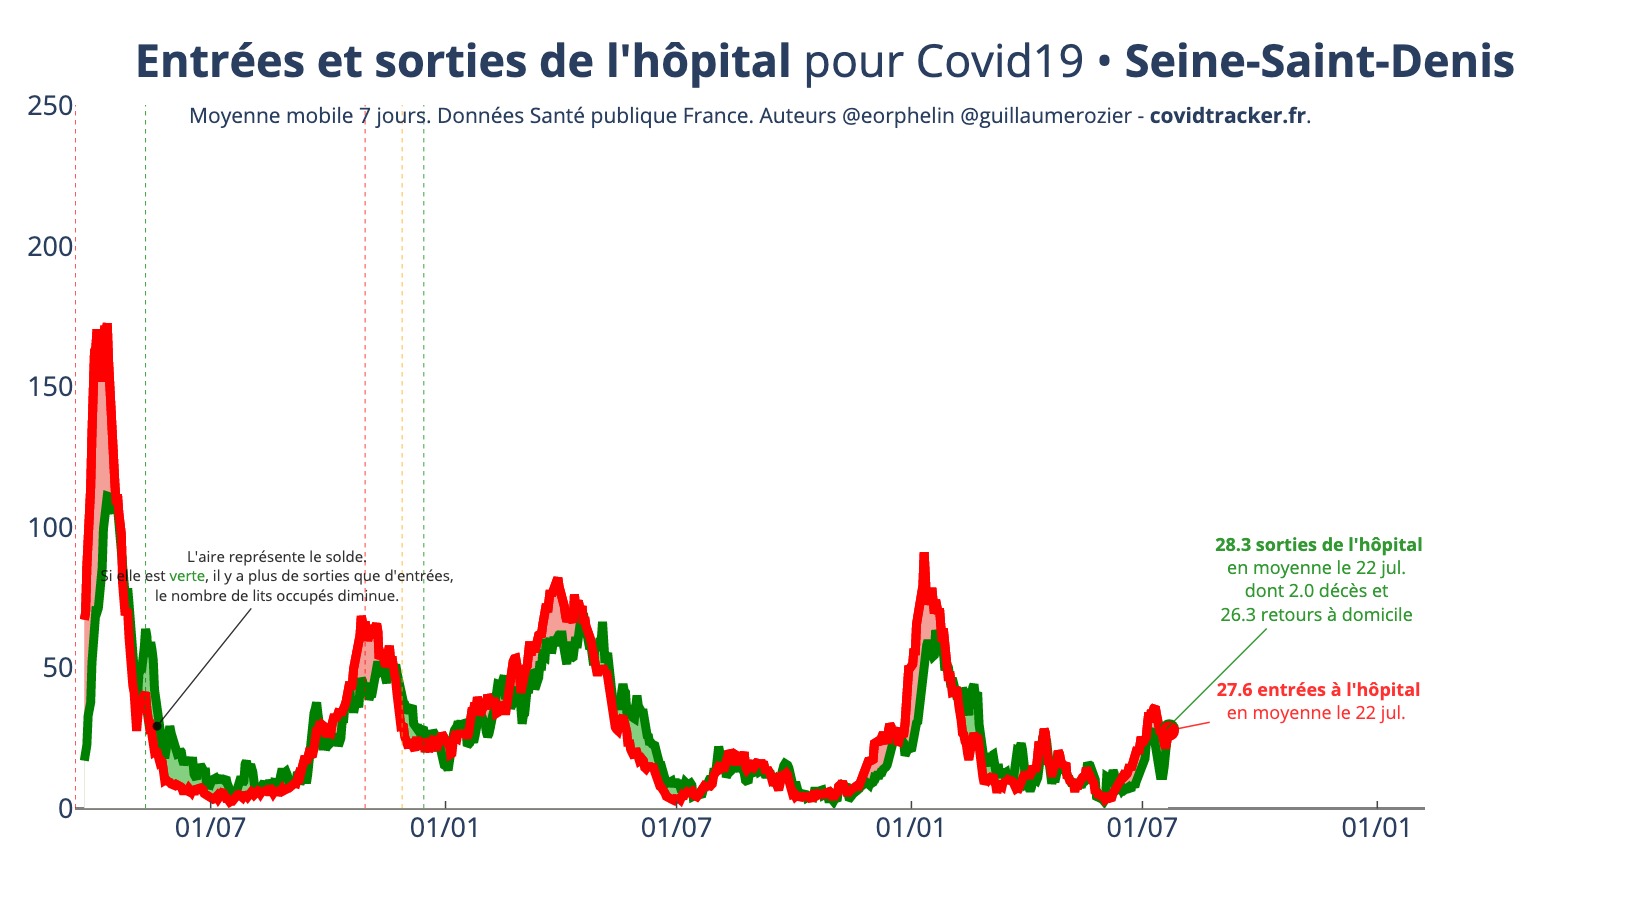 Entrées et sorties de l'hôpital pour Covid19 • Seine-Saint-Denis
Moyenne mobile 7 jours. Données Santé publique France. Auteurs @eorphelin @guillaumerozier - covidtracker.fr.
250
200
150
100
50
0
L'aire représente le solde.
Si elle est verte, il y a plus de sorties que d'entrées,
le nombre de lits occupés diminue.
28.3 sorties de l'hôpital
en moyenne le 22 jul.
dont 2.0 décès et
26.3 retours à domicile
27.6 entrées à l'hôpital
en moyenne le 22 jul.
01/07
01/01
01/07
01/01
01/07
01/01